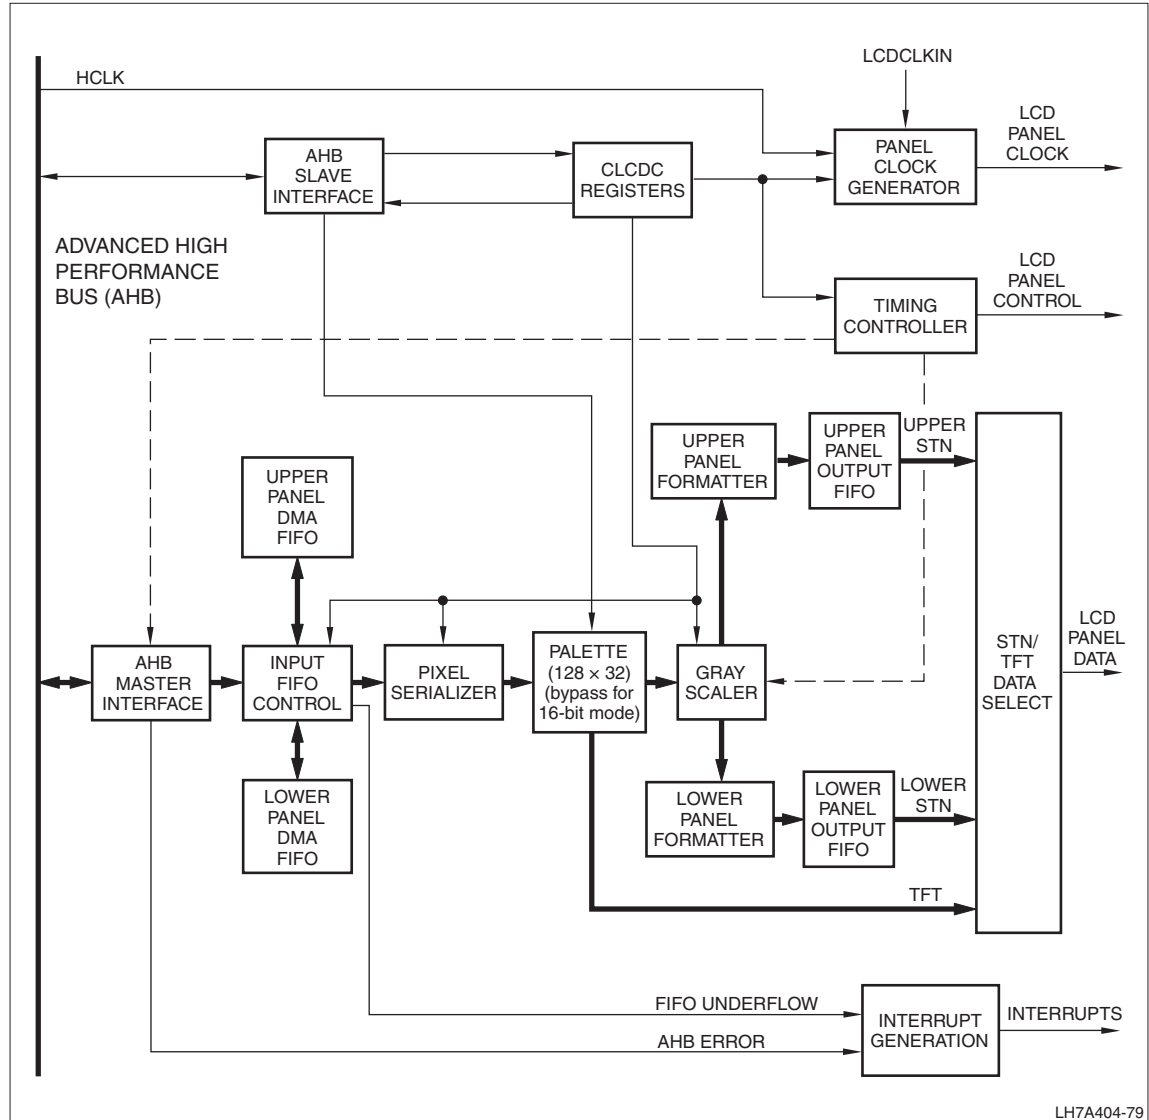 HCLK
LCDCLKIN
LCD
PANEL
CLOCK
AHB
SLAVE
INTERFACE
CLCDC
REGISTERS
PANEL
CLOCK
GENERATOR
ADVANCED HIGH
PERFORMANCE
BUS (AHB)
LCD
PANEL
CONTROL
TIMING
CONTROLLER
UPPER
PANEL
DMA
FIFO
UPPER
PANEL
FORMATTER
UPPER
PANEL
OUTPUT
FIFO
UPPER
STN
AHB
MASTER
INTERFACE
INPUT
FIFO
CONTROL
PIXEL
SERIALIZER
PALETTE
(128 × 32)
(bypass for
16-bit mode)
GRAY
SCALER
STN/
TFT
DATA
SELECT
LCD
PANEL
DATA
LOWER
PANEL
DMA
FIFO
LOWER
PANEL
FORMATTER
LOWER
PANEL
OUTPUT
FIFO
LOWER
STN
TFT
FIFO UNDERFLOW
AHB ERROR
INTERRUPT
GENERATION
INTERRUPTS
LH7A404-79